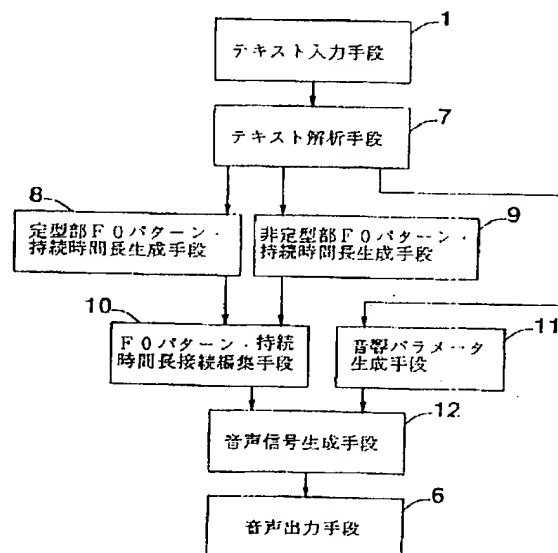 1
テキスト入力手段
7
テキスト解析手段
8
定型部F0パターン・
持続時間長生成手段
9
非定型部F0パターン・
持続時間長生成手段
10
F0パターン・持続
時間長接続編集手段
11
音響パラメータ
生成手段
12
音声信号生成手段
6
音声出力手段